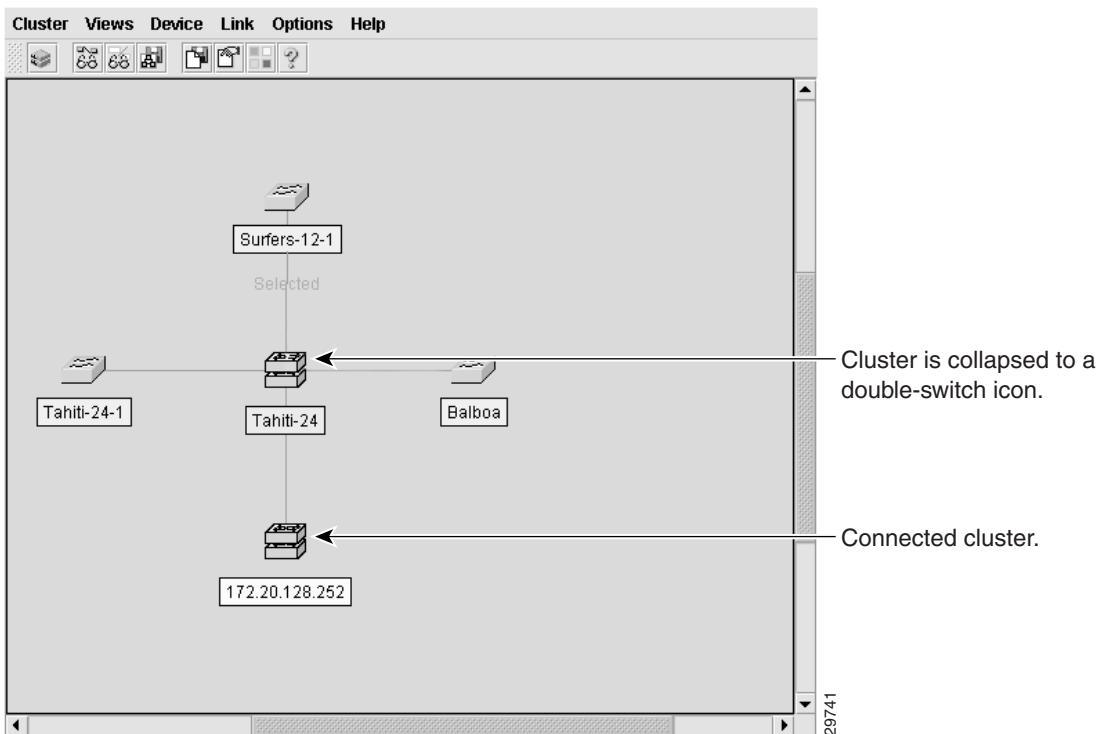 Cluster Views Device Link Options Help
Surfers-12-1
Selected
Cluster is collapsed to a
double-switch icon.
Tahiti-24-1
Tahiti-24
Balboa
Connected cluster.
172.20.128.252
29741